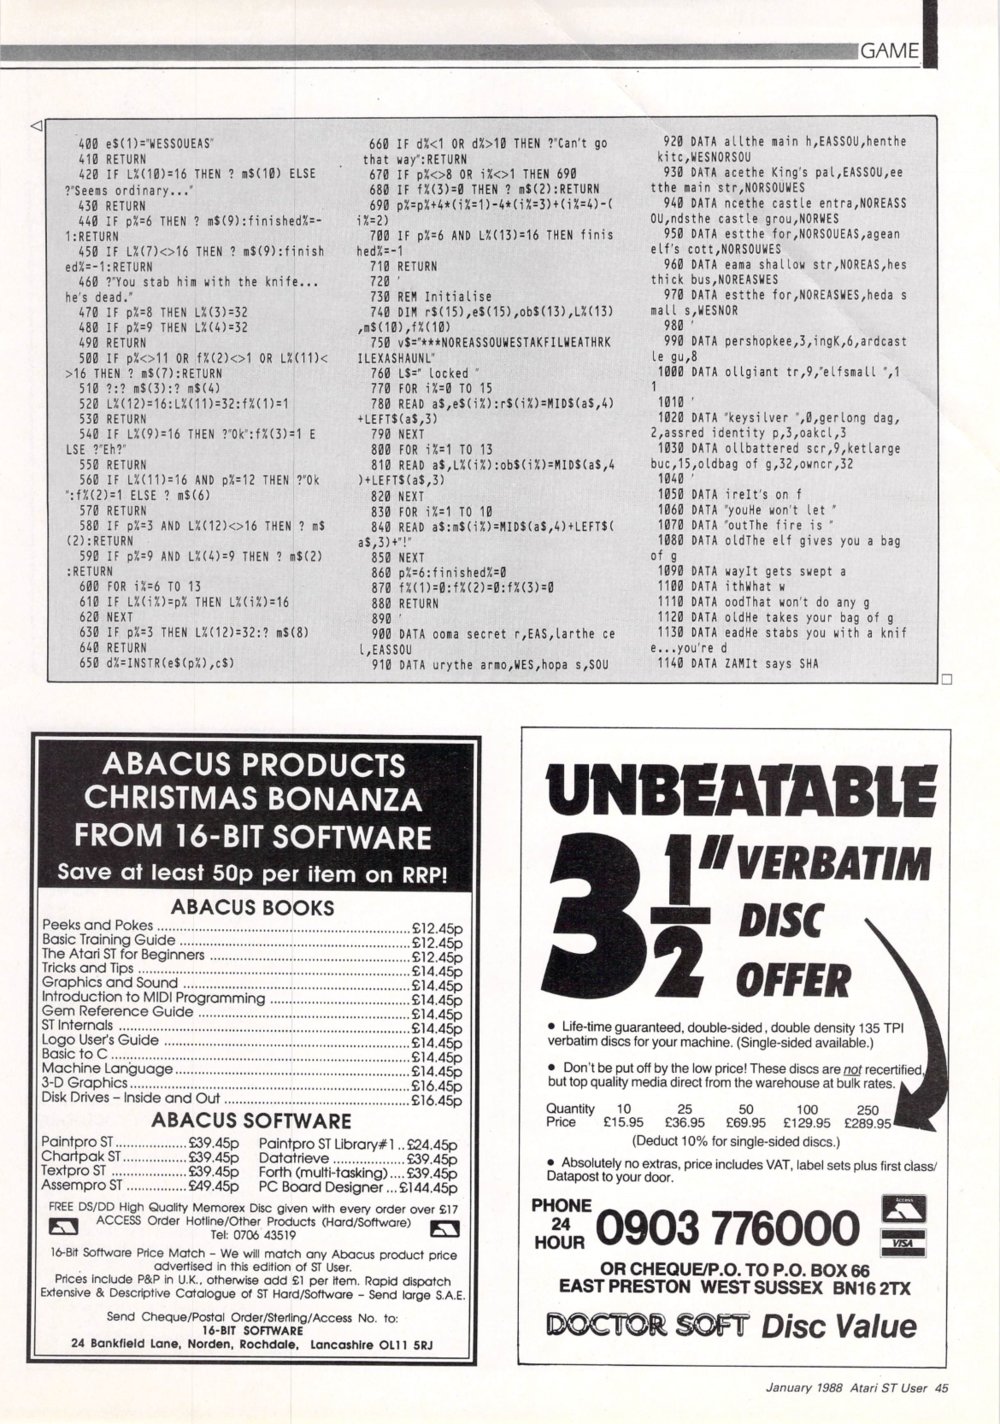 GAME
400 e$(1)="WESSOUEAS"
410 RETURN
420 IF L%(10)=16 THEN ? m$(10) ELSE
?"Seems ordinary..."
430 RETURN
440 IF p%=6 THEN ? m$(9):finished%=-
1:RETURN
450 IF L%(7)<>16 THEN ? m$(9):finish
ed%=-1:RETURN
460 ?"You stab him with the knife...
he's dead."
470 IF p%=8 THEN L%(3)=32
480 IF p%=9 THEN L%(4)=32
490 RETURN
500 IF p%<>11 OR f%(2)<>1 OR L%(11)<
>16 THEN ? m$(7):RETURN
510 ?:? m$(3):? m$(4)
520 L%(12)=16:L%(11)=32:f%(1)=1
530 RETURN
540 IF L%(9)=16 THEN ?"Ok":f%(3)=1 E
LSE ?"Eh?"
550 RETURN
560 IF L%(11)=16 AND p%=12 THEN ?"Ok
":f%(2)=1 ELSE ? m$(6)
570 RETURN
580 IF p%=3 AND L%(12)<>16 THEN ? m$
(2):RETURN
590 IF p%=9 AND L%(4)=9 THEN ? m$(2)
:RETURN
600 FOR i%=6 TO 13
610 IF L%(i%)=p% THEN L%(i%)=16
620 NEXT
630 IF p%=3 THEN L%(12)=32:? m$(8)
640 RETURN
650 d%=INSTR(e$(p%),c$)
660 IF d%<1 OR d%>10 THEN ?"Can't go
that way":RETURN
670 IF p%<>8 OR i%<>1 THEN 690
680 IF f%(3)=0 THEN ? m$(2):RETURN
690 p%=p%+4*(i%=1)-4*(i%=3)+(i%=4)-(
i%=2)
700 IF p%=6 AND L%(13)=16 THEN finis
hed%=-1
710 RETURN
720 '
730 REM Initialise
740 DIM r$(15),e$(15),ob$(13),L%(13)
,m$(10),f%(10)
750 v$="***NOREASSOUWESTAKFILWEATHRK
ILEXASHAUNL"
760 L$=" locked "
770 FOR i%=0 TO 15
780 READ a$,e$(i%):r$(i%)=MID$(a$,4)
+LEFT$(a$,3)
790 NEXT
800 FOR i%=1 TO 13
810 READ a$,L%(i%):ob$(i%)=MID$(a$,4
)+LEFT$(a$,3)
820 NEXT
830 FOR i%=1 TO 10
840 READ a$:m$(i%)=MID$(a$,4)+LEFT$(
a$,3)+"!"
850 NEXT
860 p%=6:finished%=0
870 f%(1)=0:f%(2)=0:f%(3)=0
880 RETURN
890 '
900 DATA ooma secret r,EAS,larthe ce
l,EASSOU
910 DATA urythe armo,WES,hopa s,SOU
920 DATA allthe main h,EASSOU,henthe
kitc,WESNORSOU
930 DATA acethe King's pal,EASSOU,ee
tthe main str,NORSOUWES
940 DATA ncethe castle entra,NOREASS
OU,ndsthe castle grou,NORWES
950 DATA estthe for,NORSOUEAS,agean
elf's cott,NORSOUWES
960 DATA eama shallow str,NOREAS,hes
thick bus,NOREASWES
970 DATA estthe for,NOREASWES,heda s
mall s,WESNOR
980 '
990 DATA pershopkee,3,ingK,6,ardcast
le gu,8
1000 DATA ollgiant tr,9,"elfsmall ",1
1
1010 '
1020 DATA "keysilver ",0,gerlong dag,
2,assred identity p,3,oakcl,3
1030 DATA ollbattered scr,9,ketlarge
buc,15,oldbag of g,32,owncr,32
1040 '
1050 DATA ireIt's on f
1060 DATA "youHe won't let "
1070 DATA "outThe fire is "
1080 DATA oldThe elf gives you a bag
of g
1090 DATA wayIt gets swept a
1100 DATA ithWhat w
1110 DATA oodThat won't do any g
1120 DATA oldHe takes your bag of g
1130 DATA eadHe stabs you with a knif
e...you're d
1140 DATA ZAMIt says SHA
ABACUS PRODUCTS
CHRISTMAS BONANZA
FROM 16-BIT SOFTWARE
Save at least 50p per item on RRP!
ABACUS BOOKS
Peeks and Pokes ... £12.45p
Basic Training Guide ... £12.45p
The Atari ST for Beginners ... £12.45p
Tricks and Tips ... £14.45p
Graphics and Sound ... £14.45p
Introduction to MIDI Programming ... £14.45p
Gem Reference Guide ... £14.45p
ST Internals ... £14.45p
Logo User's Guide ... £14.45p
Basic to C ... £14.45p
Machine Language ... £14.45p
3-D Graphics ... £16.45p
Disk Drives – Inside and Out ... £16.45p
ABACUS SOFTWARE
Paintpro ST ... £39.45p Paintpro ST Library#1 .. £24.45p
Chartpak ST ... £39.45p Datatrieve ... £39.45p
Textpro ST ... £39.45p Forth (multi-tasking) ... £39.45p
Assempro ST ... £49.45p PC Board Designer ... £144.45p
FREE DS/DD High Quality Memorex Disc given with every order over £17
ACCESS Order Hotline/Other Products (Hard/Software)
Tel: 0706 43519
16-Bit Software Price Match – We will match any Abacus product price
advertised in this edition of ST User.
Prices include P&P in U.K., otherwise add £1 per item. Rapid dispatch
Extensive & Descriptive Catalogue of ST Hard/Software – Send large S.A.E.
Send Cheque/Postal Order/Sterling/Access No. to:
16-BIT SOFTWARE
24 Bankfield Lane, Norden, Rochdale, Lancashire OL11 5RJ
UNBEATABLE
3 1/2" VERBATIM
DISC
OFFER
• Life-time guaranteed, double-sided, double density 135 TPI
verbatim discs for your machine. (Single-sided available.)
• Don't be put off by the low price! These discs are not recertified,
but top quality media direct from the warehouse at bulk rates.
Quantity 10 25 50 100 250
Price £15.95 £36.95 £69.95 £129.95 £289.95
(Deduct 10% for single-sided discs.)
• Absolutely no extras, price includes VAT, label sets plus first class/
Datapost to your door.
PHONE
24
HOUR
0903 776000
Access
VISA
OR CHEQUE/P.O. TO P.O. BOX 66
EAST PRESTON WEST SUSSEX BN16 2TX
DOCTOR SOFT Disc Value
January 1988 Atari ST User 45